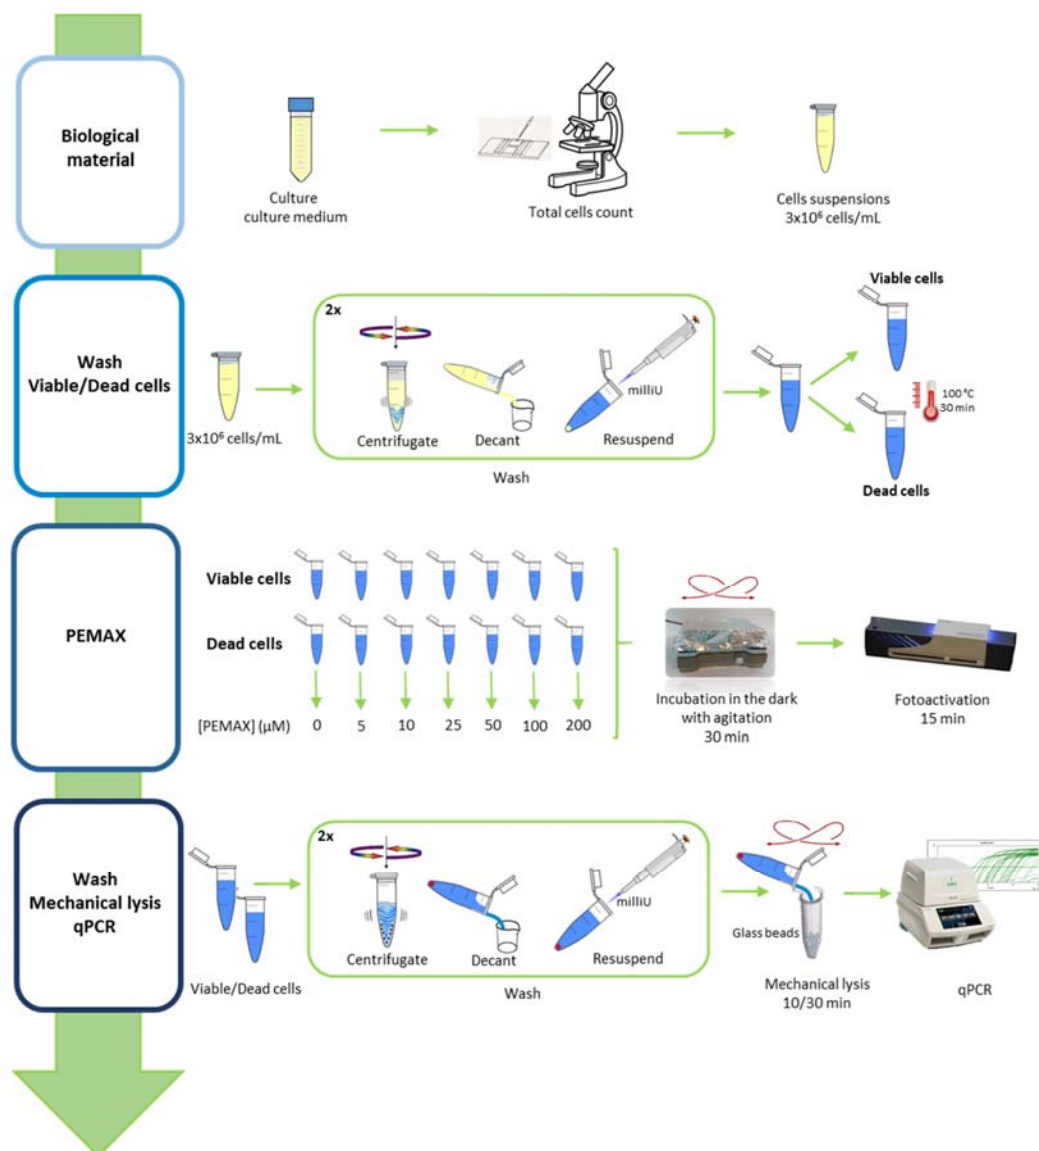 Biological
material
Culture
culture medium
Total cells count
Cells suspensions
3x10⁶ cells/mL
Wash
Viable/Dead cells
3x10⁶ cells/mL
2x
Centrifugate
Decant
milliU
Resuspend
Wash
Viable cells
100 ºC
30 min
Dead cells
PEMAX
Viable cells
Dead cells
[PEMAX] (µM) 0 5 10 25 50 100 200
Incubation in the dark
with agitation
30 min
Fotoactivation
15 min
Wash
Mechanical lysis
qPCR
Viable/Dead cells
2x
Centrifugate
Decant
milliU
Resuspend
Wash
Glass beads
Mechanical lysis
10/30 min
qPCR